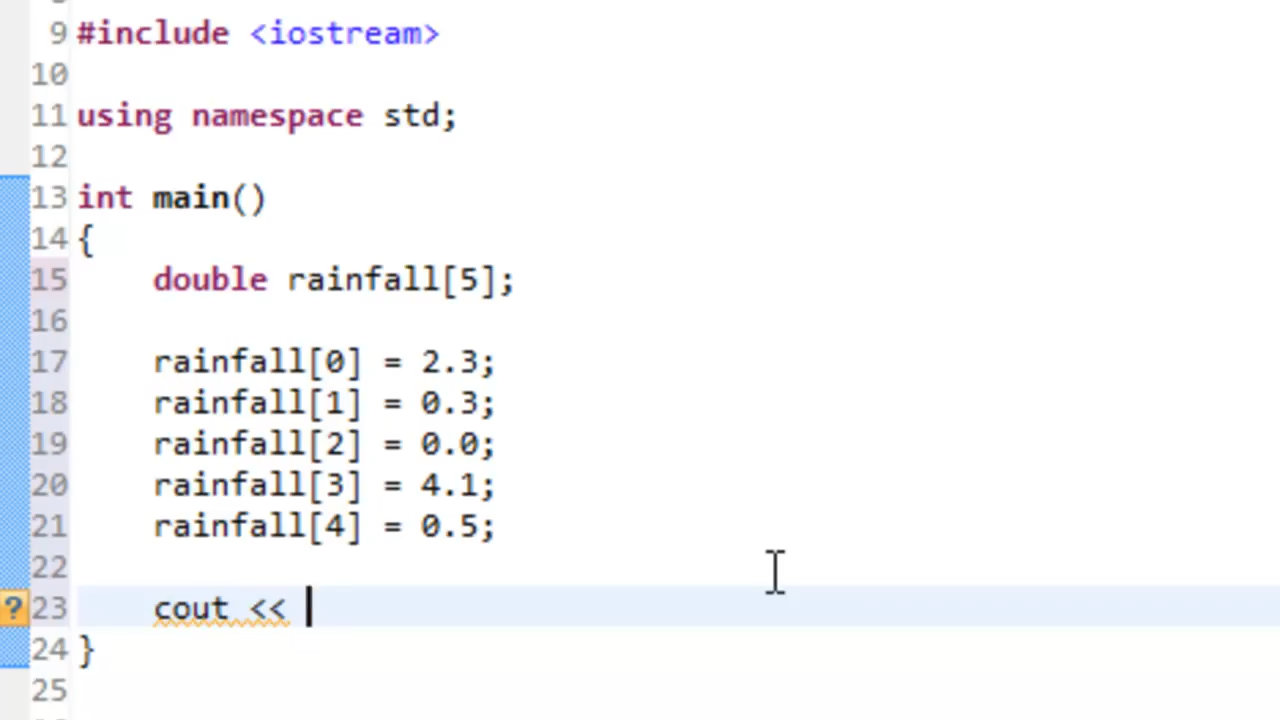 9 #include <iostream>
10
11 using namespace std;
12
13 int main()
14 {
15     double rainfall[5];
16
17     rainfall[0] = 2.3;
18     rainfall[1] = 0.3;
19     rainfall[2] = 0.0;
20     rainfall[3] = 4.1;
21     rainfall[4] = 0.5;
22
? 23     cout <<
24 }
25